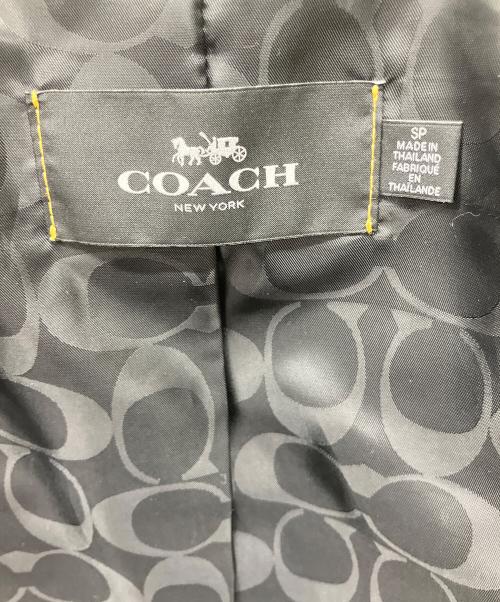 COACH
NEW YORK
SP
MADE IN
THAILAND
FABRIQUÉ
EN
THAÏLANDE